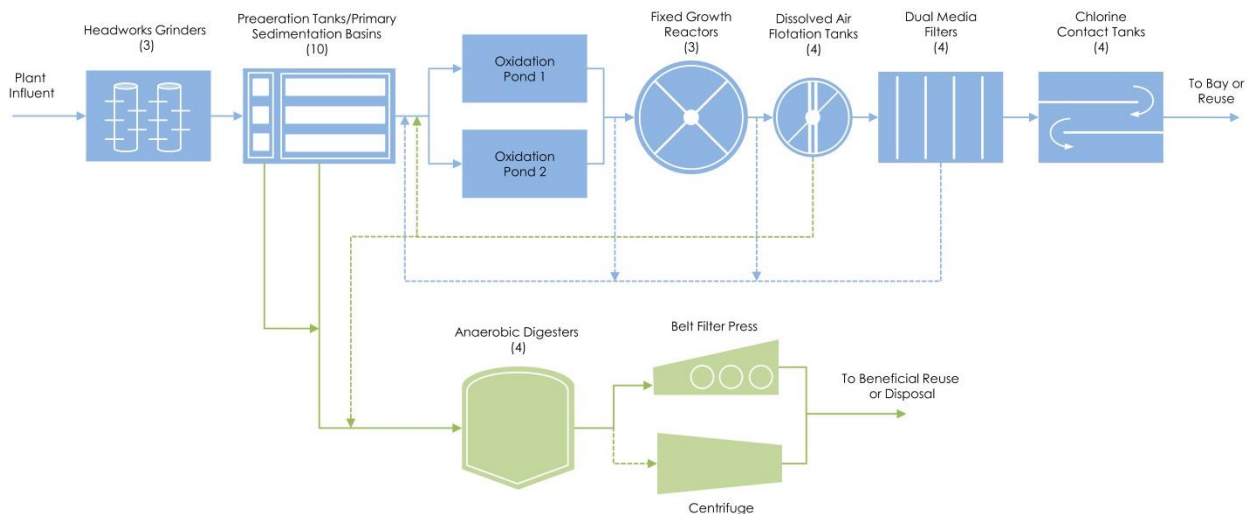 Headworks Grinders
(3)
Preaeration Tanks/Primary
Sedimentation Basins
(10)
Fixed Growth
Reactors
(3)
Dissolved Air
Flotation Tanks
(4)
Dual Media
Filters
(4)
Chlorine
Contact Tanks
(4)
Plant
Influent
Oxidation
Pond 1
Oxidation
Pond 2
To Bay or
Reuse
Anaerobic Digesters
(4)
Belt Filter Press
To Beneficial Reuse
or Disposal
Centrifuge